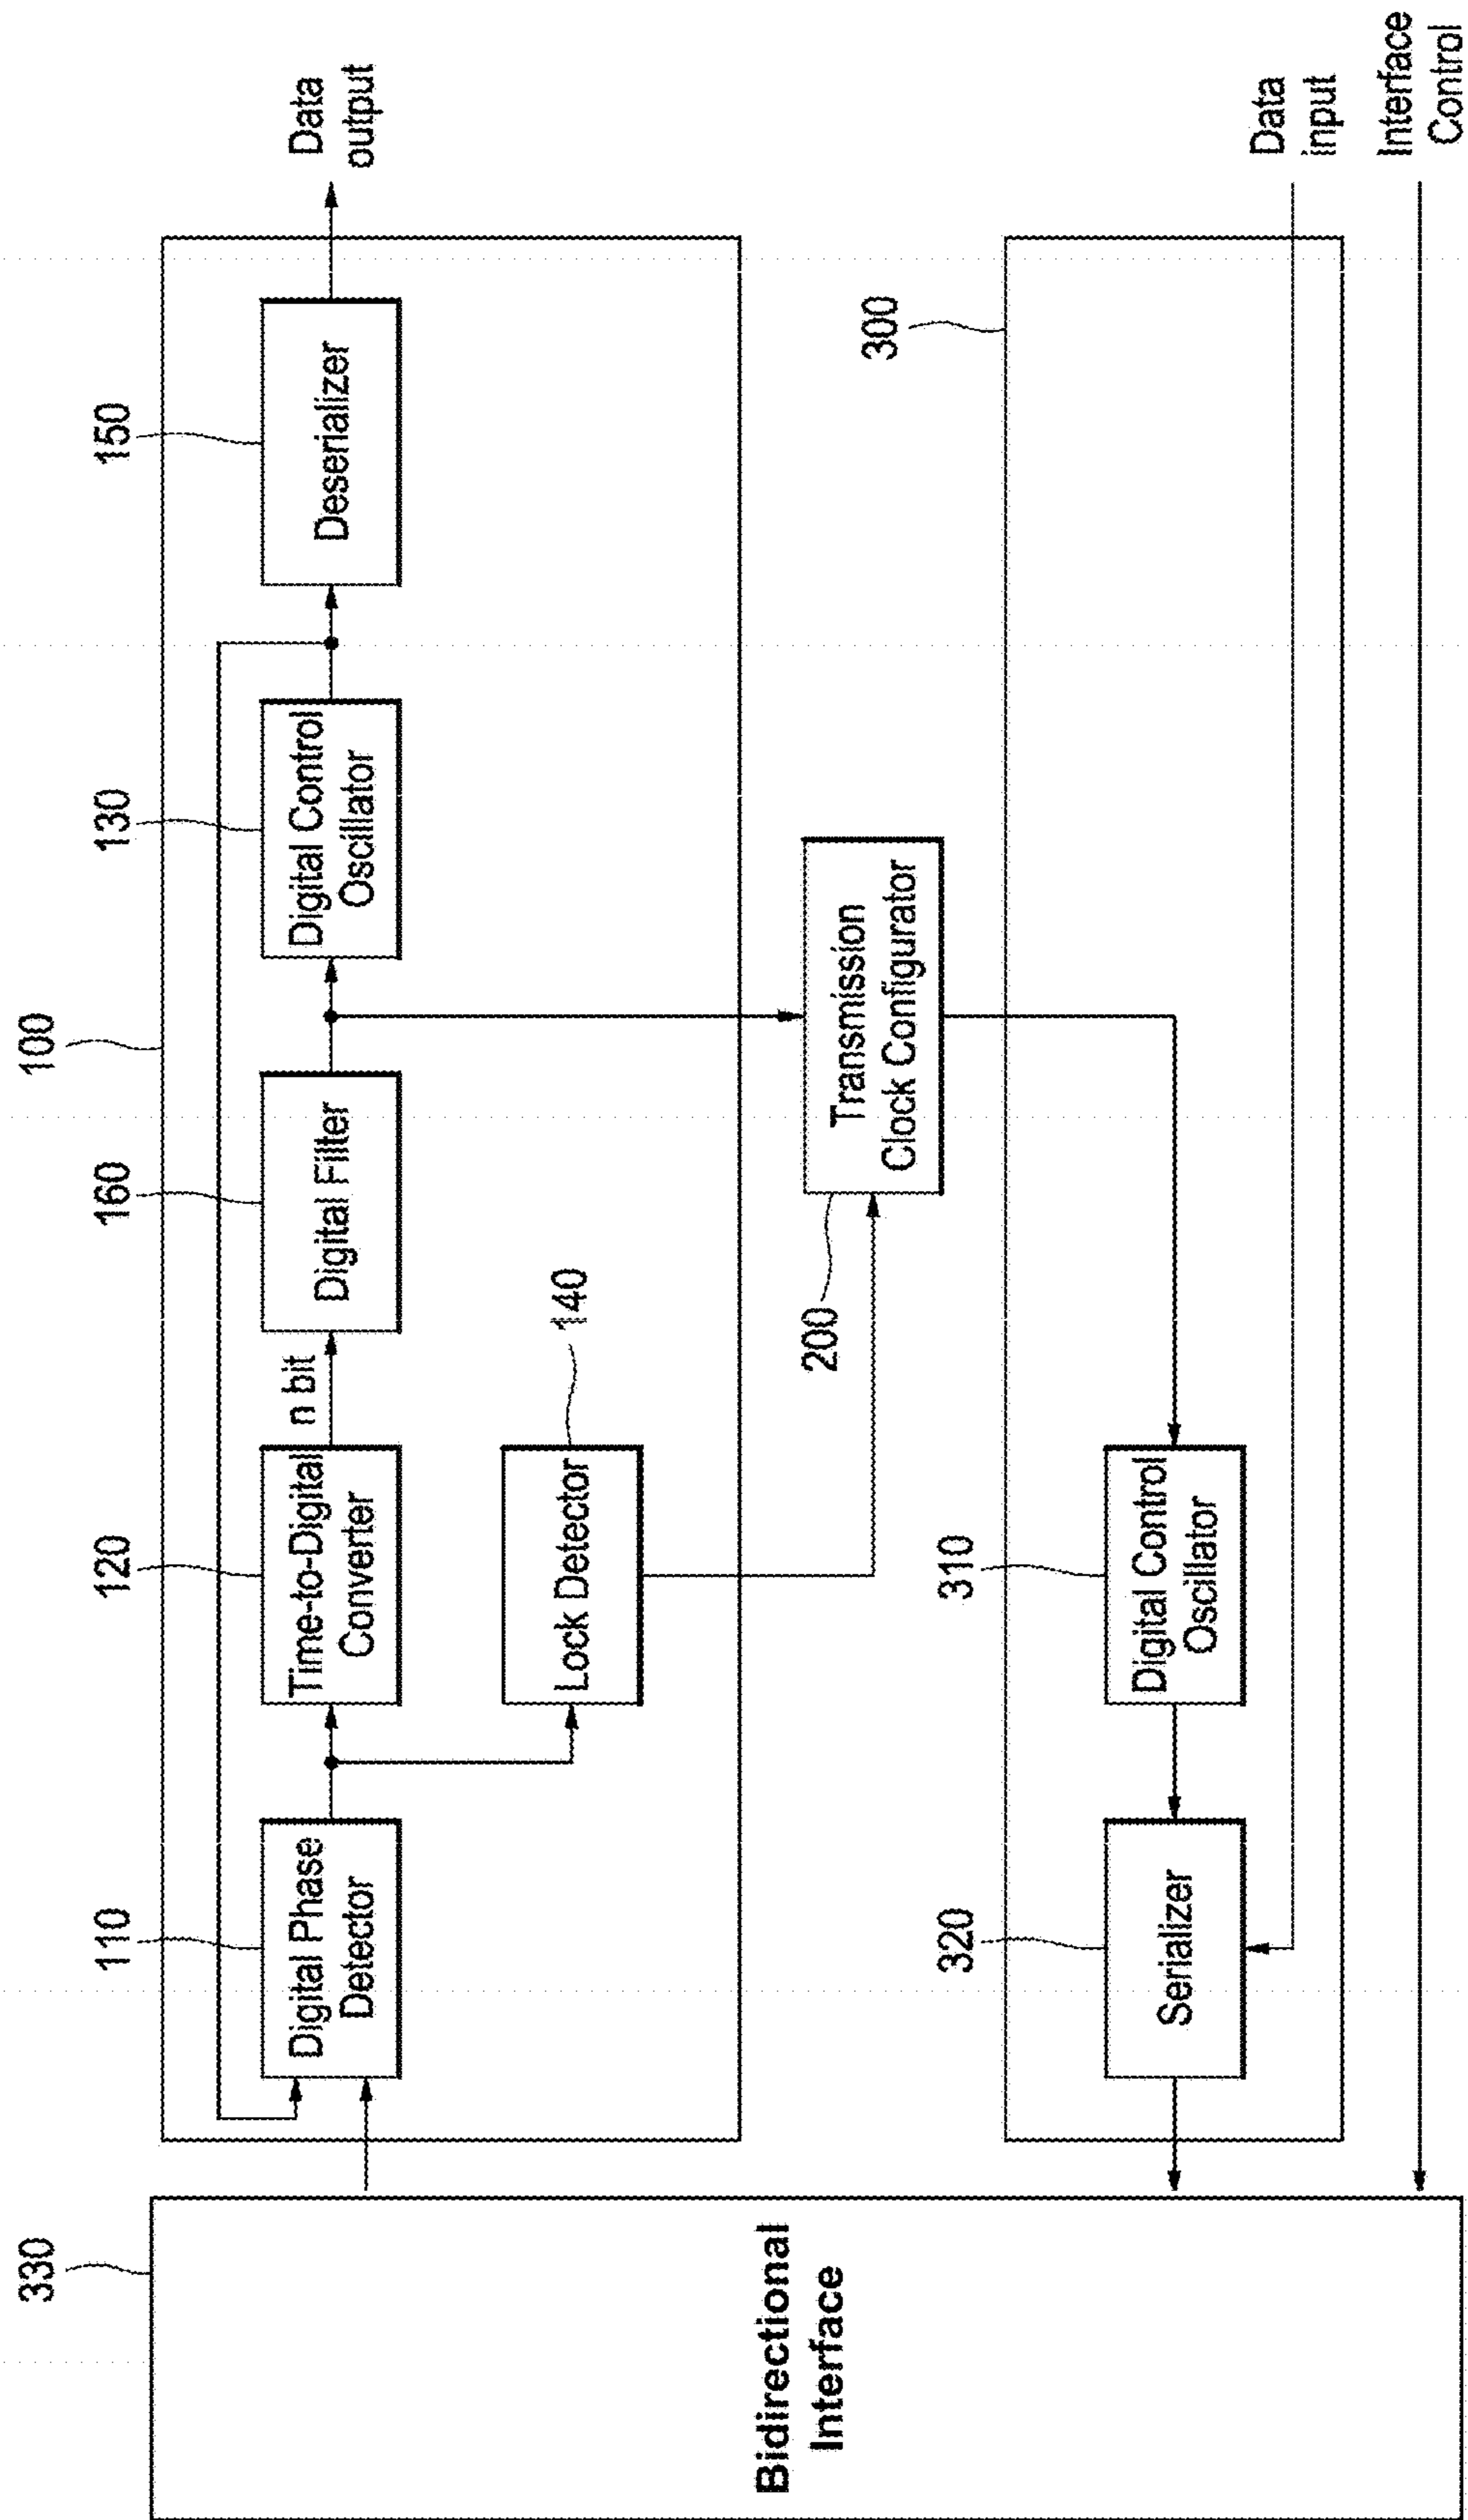 100
110
120
160
130
150
Digital Phase
Detector
Time-to-Digital
Converter
n bit
Digital Filter
Digital Control
Oscillator
Deserializer
Data
output
Lock Detector
140
200
Transmission
Clock Configurator
330
Bidirectional
Interface
300
320
310
Serializer
Digital Control
Oscillator
Data
input
Interface
Control